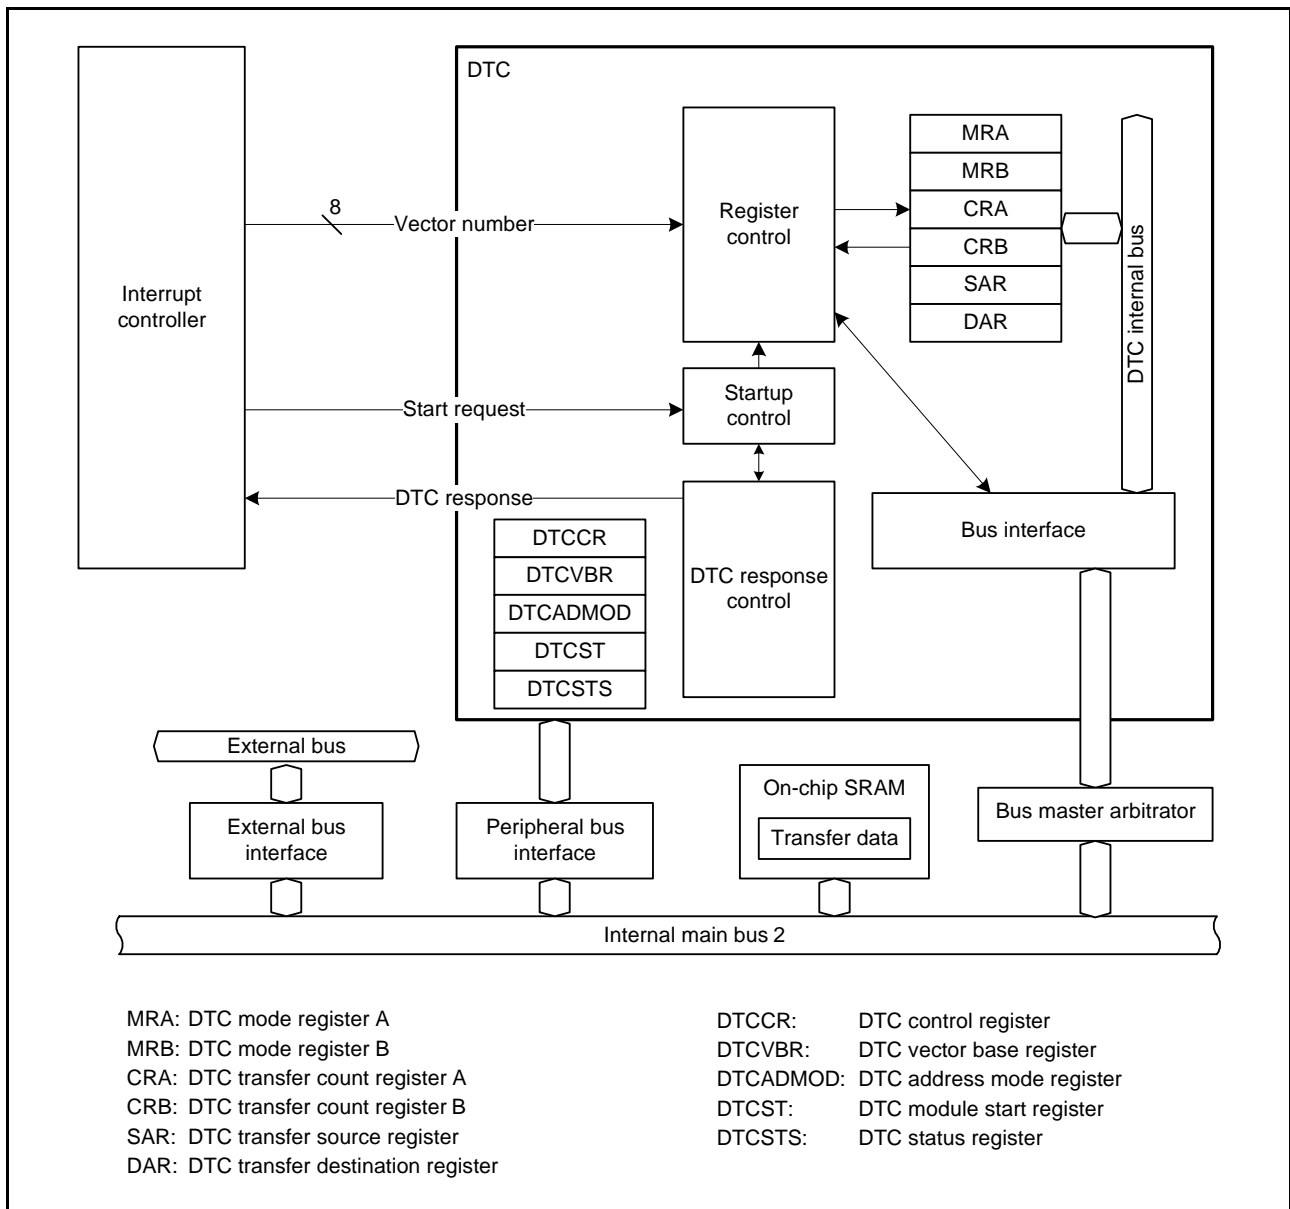 DTC
MRA
MRB
CRA
CRB
SAR
DAR
8
Vector number
Register
control
DTC internal bus
Interrupt
controller
Start request
Startup
control
DTC response
Bus interface
DTCCR
DTCVBR
DTCADMOD
DTCST
DTCSTS
DTC response
control
External bus
External bus
interface
Peripheral bus
interface
On-chip SRAM
Transfer data
Bus master arbitrator
Internal main bus 2
MRA: DTC mode register A
MRB: DTC mode register B
CRA: DTC transfer count register A
CRB: DTC transfer count register B
SAR: DTC transfer source register
DAR: DTC transfer destination register
DTCCR: DTC control register
DTCVBR: DTC vector base register
DTCADMOD: DTC address mode register
DTCST: DTC module start register
DTCSTS: DTC status register